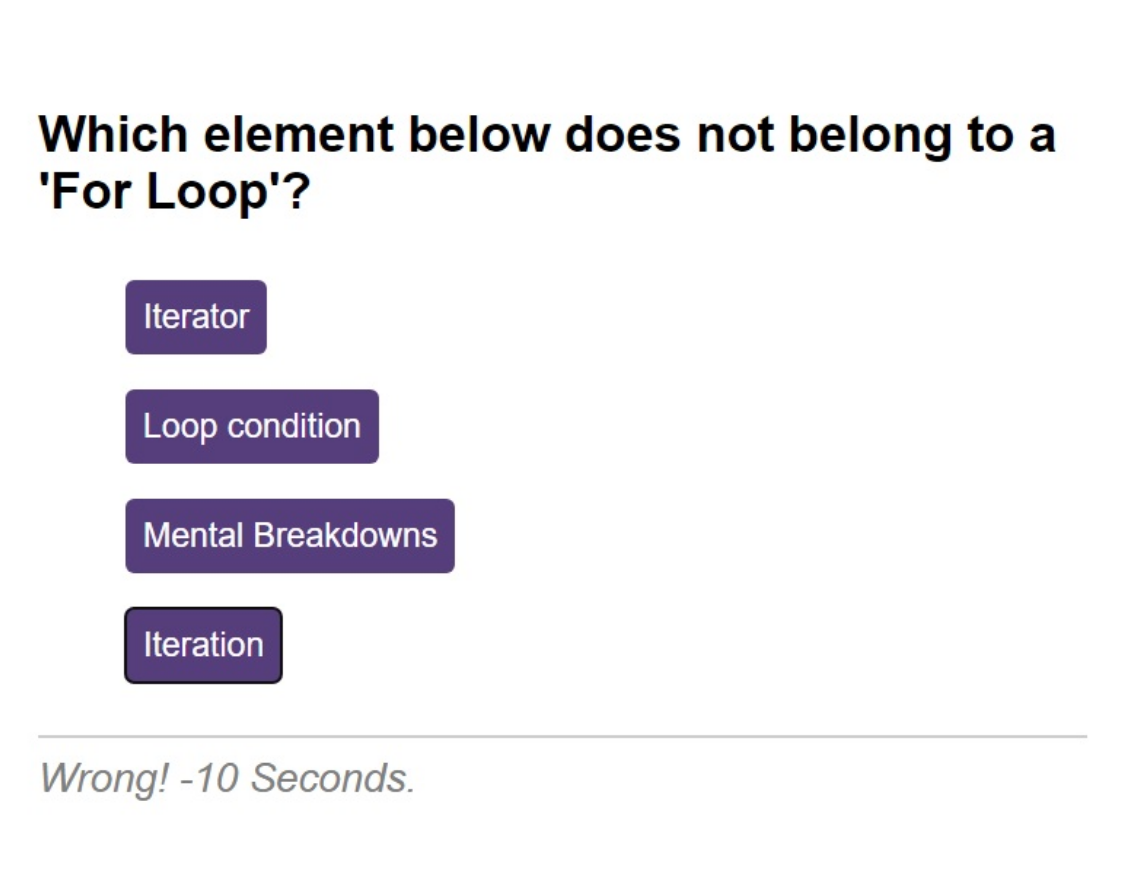 Which element below does not belong to a
'For Loop'?
Iterator
Loop condition
Mental Breakdowns
Iteration
Wrong! -10 Seconds.